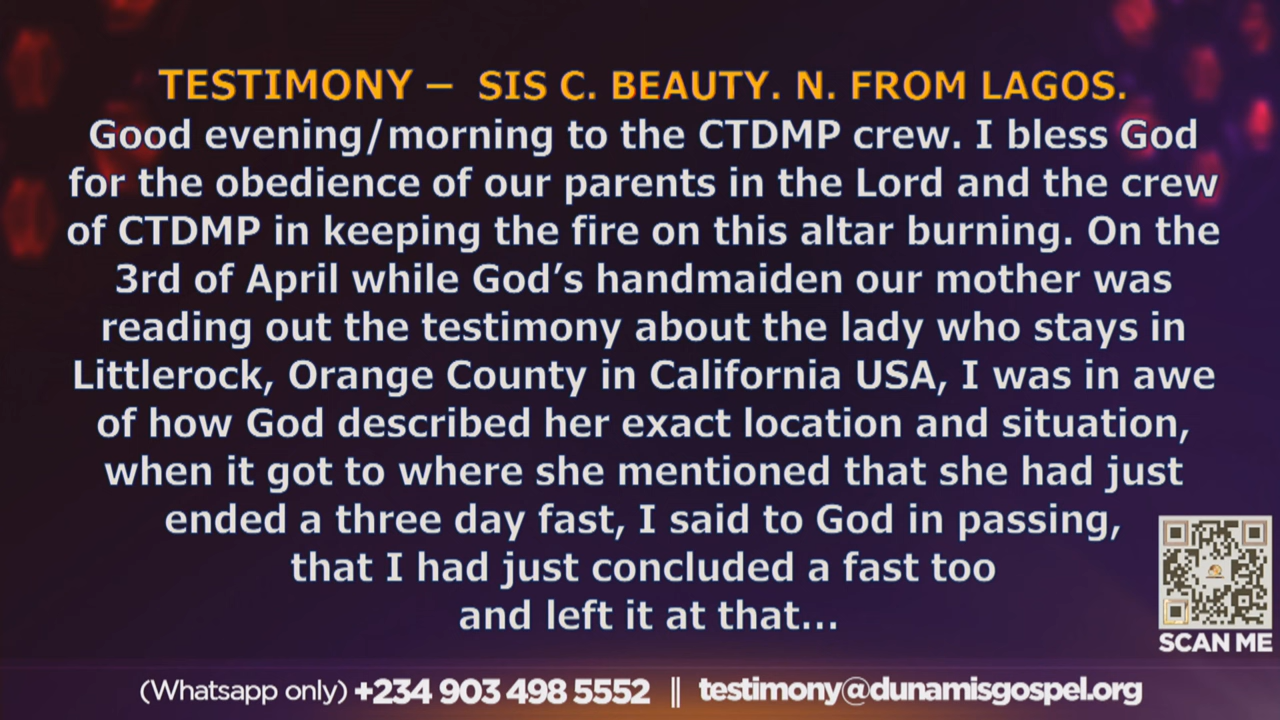 TESTIMONY – SIS C. BEAUTY. N. FROM LAGOS.
Good evening/morning to the CTDMP crew. I bless God
for the obedience of our parents in the Lord and the crew
of CTDMP in keeping the fire on this altar burning. On the
3rd of April while God’s handmaiden our mother was
reading out the testimony about the lady who stays in
Littlerock, Orange County in California USA, I was in awe
of how God described her exact location and situation,
when it got to where she mentioned that she had just
ended a three day fast, I said to God in passing,
that I had just concluded a fast too
and left it at that...
SCAN ME
(Whatsapp only) +234 903 498 5552 || testimony@dunamisgospel.org